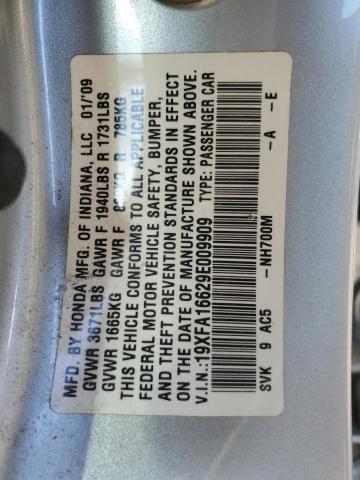 MFD. BY HONDA MFG. OF INDIANA, LLC 01/'09
GVWR 3671LBS GAWR F 1940LBS R 1731LBS
GVWR 1665KG GAWR F KG R 785KG
THIS VEHICLE CONFORMS TO ALL APPLICABLE
FEDERAL MOTOR VEHICLE SAFETY, BUMPER,
AND THEFT PREVENTION STANDARDS IN EFFECT
ON THE DATE OF MANUFACTURE SHOWN ABOVE.
V.I.N.:19XFA16629E009909 TYPE: PASSENGER CAR
SVK 9 AC5 -NH700M -A -E